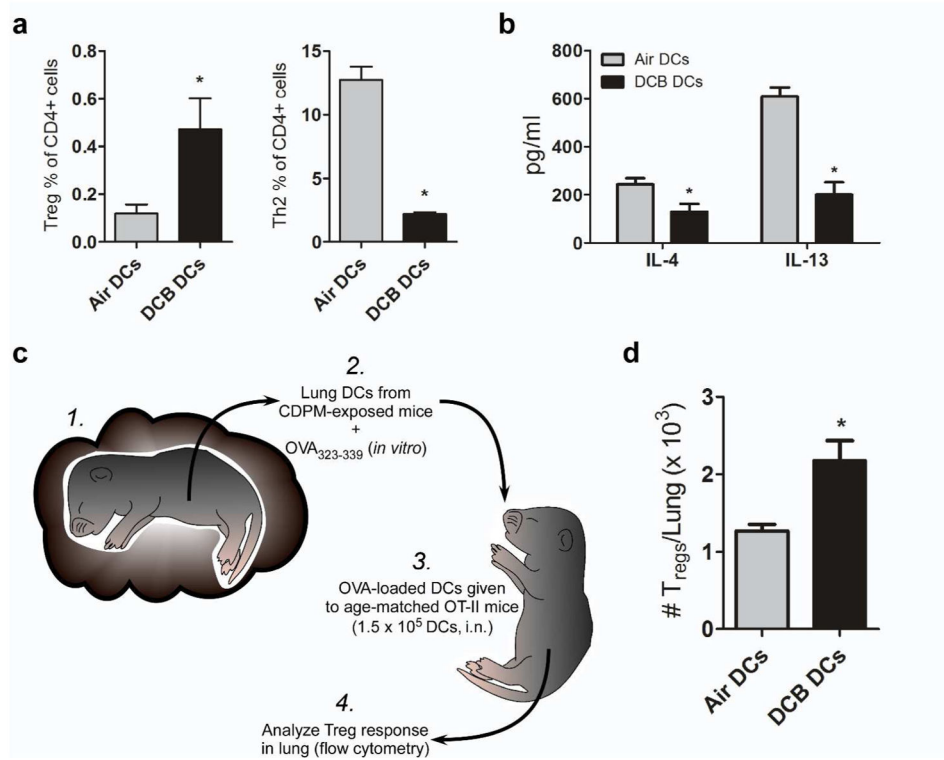 a
Treg % of CD4+ cells
0.8
0.6
0.4
0.2
0.0
*
Air DCs
DCB DCs
Th2 % of CD4+ cells
15
10
5
0
*
Air DCs
DCB DCs
b
pg/ml
800
600
400
200
0
Air DCs
DCB DCs
*
*
IL-4
IL-13
c
1.
2.
Lung DCs from
CDPM-exposed mice
+
OVA323-339 (in vitro)
3.
OVA-loaded DCs given
to age-matched OT-II mice
(1.5 x 10⁵ DCs, i.n.)
4.
Analyze Treg response
in lung (flow cytometry)
d
# Tregs/Lung (x 10³)
3
2
1
0
*
Air DCs
DCB DCs